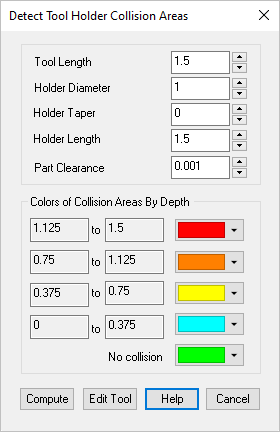 Detect Tool Holder Collision Areas
Tool Length 1.5
Holder Diameter 1
Holder Taper 0
Holder Length 1.5
Part Clearance 0.001
Colors of Collision Areas By Depth
1.125 to 1.5
0.75 to 1.125
0.375 to 0.75
0 to 0.375
No collision
Compute Edit Tool Help Cancel